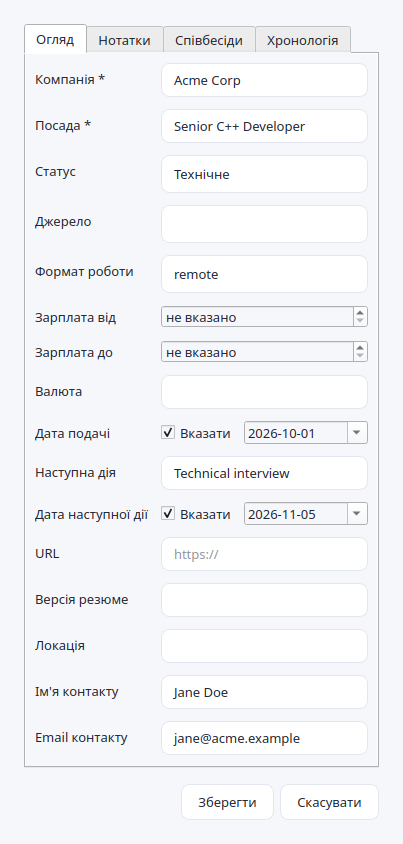 Огляд Нотатки Співбесіди Хронологія
Компанія * Acme Corp
Посада * Senior C++ Developer
Статус Технічне
Джерело
Формат роботи remote
Зарплата від не вказано
Зарплата до не вказано
Валюта
Дата подачі Вказати 2026-10-01
Наступна дія Technical interview
Дата наступної дії Вказати 2026-11-05
URL https://
Версія резюме
Локація
Ім'я контакту Jane Doe
Email контакту jane@acme.example
Зберегти Скасувати